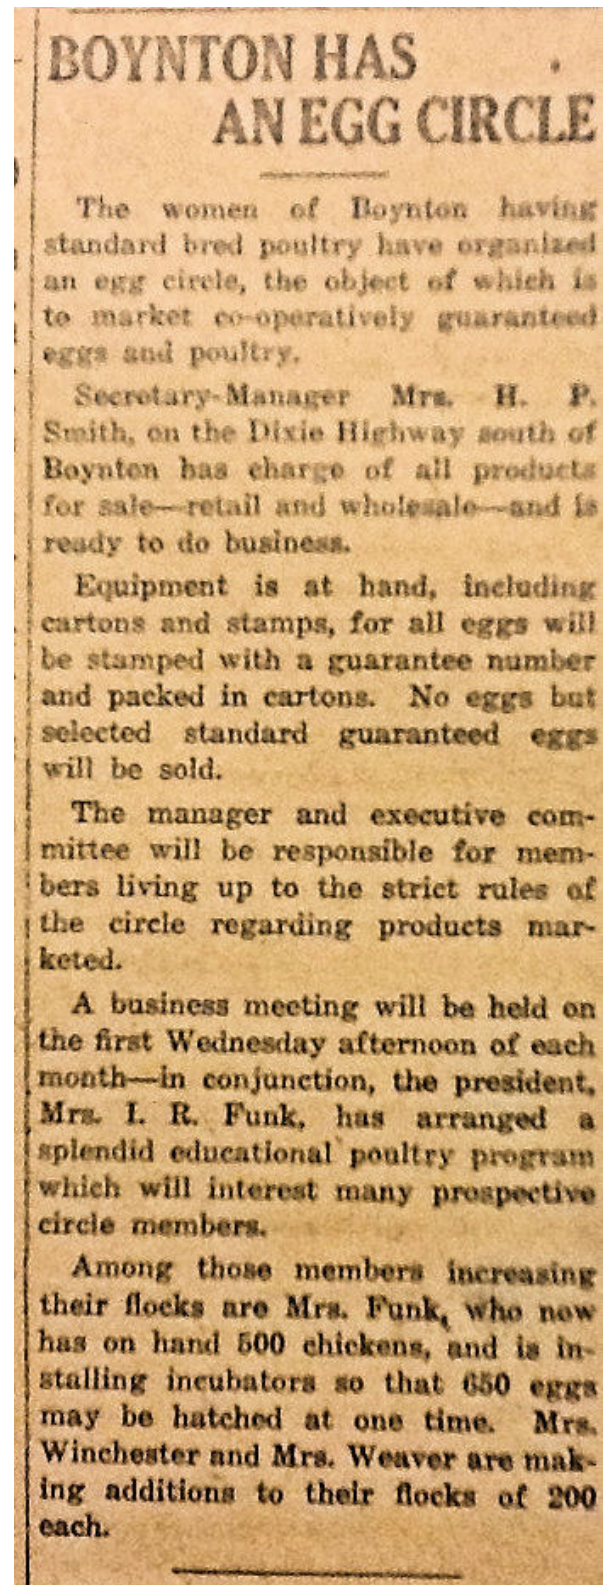 BOYNTON HAS
AN EGG CIRCLE
The women of Boynton having
standard bred poultry have organized
an egg circle, the object of which is
to market co-operatively guaranteed
eggs and poultry.
Secretary-Manager Mrs. H. P.
Smith, on the Dixie Highway south of
Boynton has charge of all products
for sale—retail and wholesale—and is
ready to do business.
Equipment is at hand, including
cartons and stamps, for all eggs will
be stamped with a guarantee number
and packed in cartons. No eggs but
selected standard guaranteed eggs
will be sold.
The manager and executive com-
mittee will be responsible for mem-
bers living up to the strict rules of
the circle regarding products mar-
keted.
A business meeting will be held on
the first Wednesday afternoon of each
month—in conjunction, the president,
Mrs. I. R. Funk, has arranged a
splendid educational poultry program
which will interest many prospective
circle members.
Among those members increasing
their flocks are Mrs. Funk, who now
has on hand 500 chickens, and is in-
stalling incubators so that 650 eggs
may be hatched at one time. Mrs.
Winchester and Mrs. Weaver are mak-
ing additions to their flocks of 200
each.